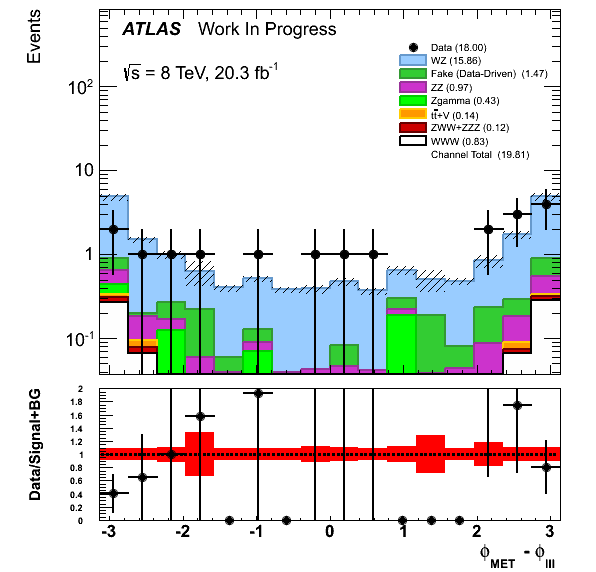 Events
ATLAS Work In Progress
√s = 8 TeV, 20.3 fb⁻¹
Data (18.00)
WZ (15.86)
Fake (Data-Driven) (1.47)
ZZ (0.97)
Zgamma (0.43)
tt̄+V (0.14)
ZWW+ZZZ (0.12)
WWW (0.83)
Channel Total (19.81)
10²
10
1
10⁻¹
Data/Signal+BG
2
1.8
1.6
1.4
1.2
1
0.8
0.6
0.4
0.2
0
-3 -2 -1 0 1 2 3
ϕ_MET - ϕ_lll